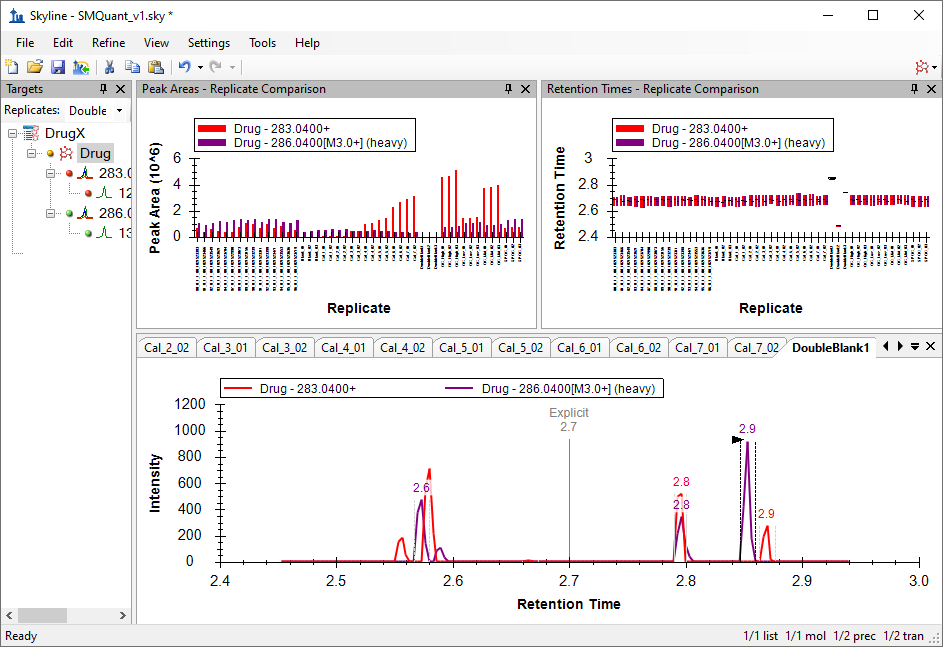 Skyline - SMQuant_v1.sky *
File Edit Refine View Settings Tools Help
Targets
Replicates: Double
DrugX
Drug
283.0
12
286.0
13
Peak Areas - Replicate Comparison
Drug - 283.0400+
Drug - 286.0400[M3.0+] (heavy)
Peak Area (10^6)
6
4
2
0
Replicate
Retention Times - Replicate Comparison
Drug - 283.0400+
Drug - 286.0400[M3.0+] (heavy)
Retention Time
3
2.8
2.6
2.4
Replicate
Cal_2_02 Cal_3_01 Cal_3_02 Cal_4_01 Cal_4_02 Cal_5_01 Cal_5_02 Cal_6_01 Cal_6_02 Cal_7_01 Cal_7_02 DoubleBlank1
Drug - 283.0400+ Drug - 286.0400[M3.0+] (heavy)
Intensity
1200
1000
800
600
400
200
0
Explicit
2.7
2.6
2.8
2.8
2.9
2.9
2.4 2.5 2.6 2.7 2.8 2.9 3.0
Retention Time
Ready 1/1 list 1/1 mol 1/2 prec 1/2 tran